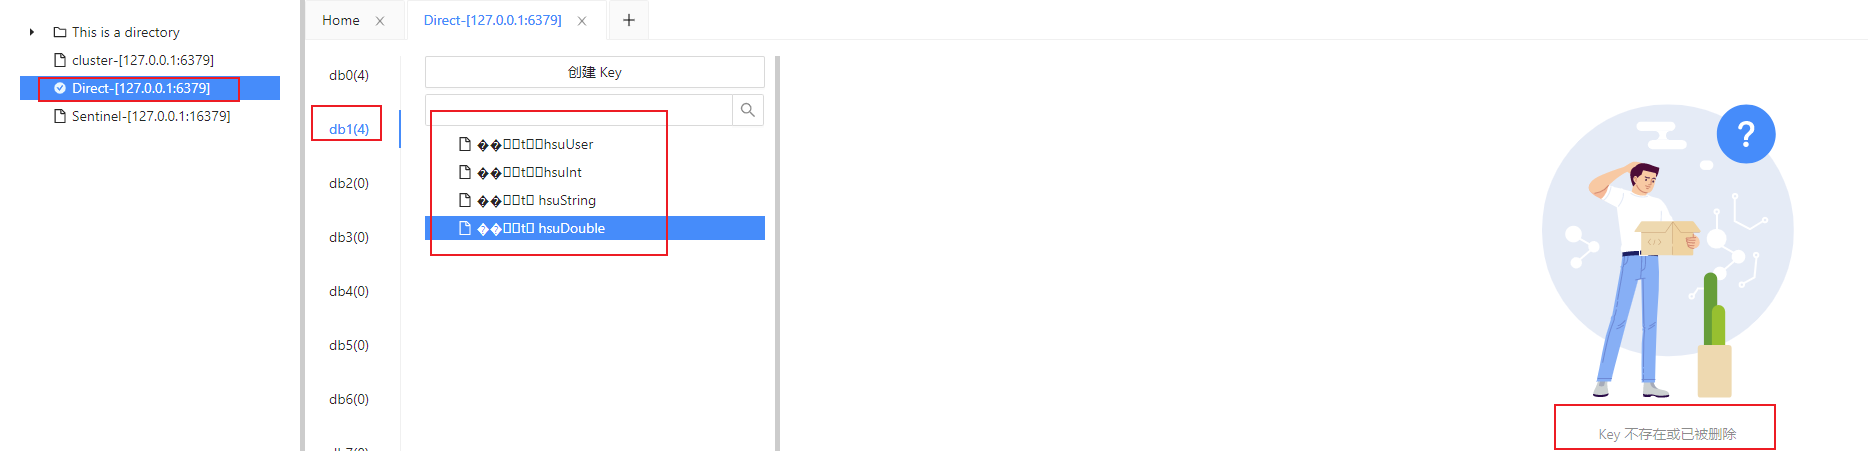 This is a directory
cluster-[127.0.0.1:6379]
Direct-[127.0.0.1:6379]
Sentinel-[127.0.0.1:16379]
Home
Direct-[127.0.0.1:6379]
db0(4)
db1(4)
db2(0)
db3(0)
db4(0)
db5(0)
db6(0)
创建 Key
��▯▯t▯▯hsuUser
��▯▯t▯▯hsuInt
��▯▯t▯ hsuString
��▯▯t▯ hsuDouble
?
Key 不存在或已被删除